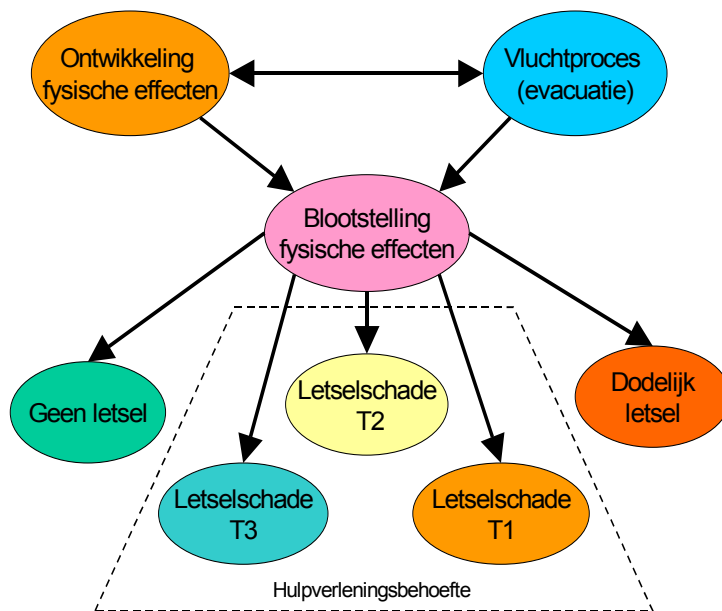 Ontwikkeling
fysische effecten
Vluchtproces
(evacuatie)
Blootstelling
fysische effecten
Geen letsel
Letselschade
T2
Dodelijk
letsel
Letselschade
T3
Letselschade
T1
Hulpverleningsbehoefte